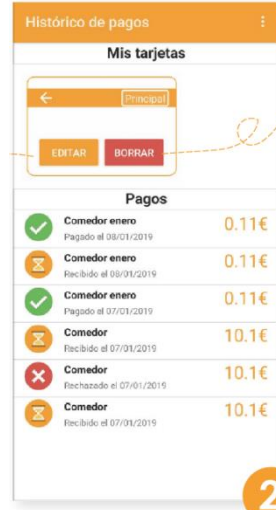 Histórico de pagos
Mis tarjetas
Principal
EDITAR BORRAR
Pagos
Comedor enero 0.11€
Pagado el 08/01/2019
Comedor enero 0.11€
Recibido el 08/01/2019
Comedor enero 0.11€
Pagado el 07/01/2019
Comedor 10.1€
Recibido el 07/01/2019
Comedor 10.1€
Rechazado el 07/01/2019
Comedor 10.1€
Recibido el 07/01/2019
2